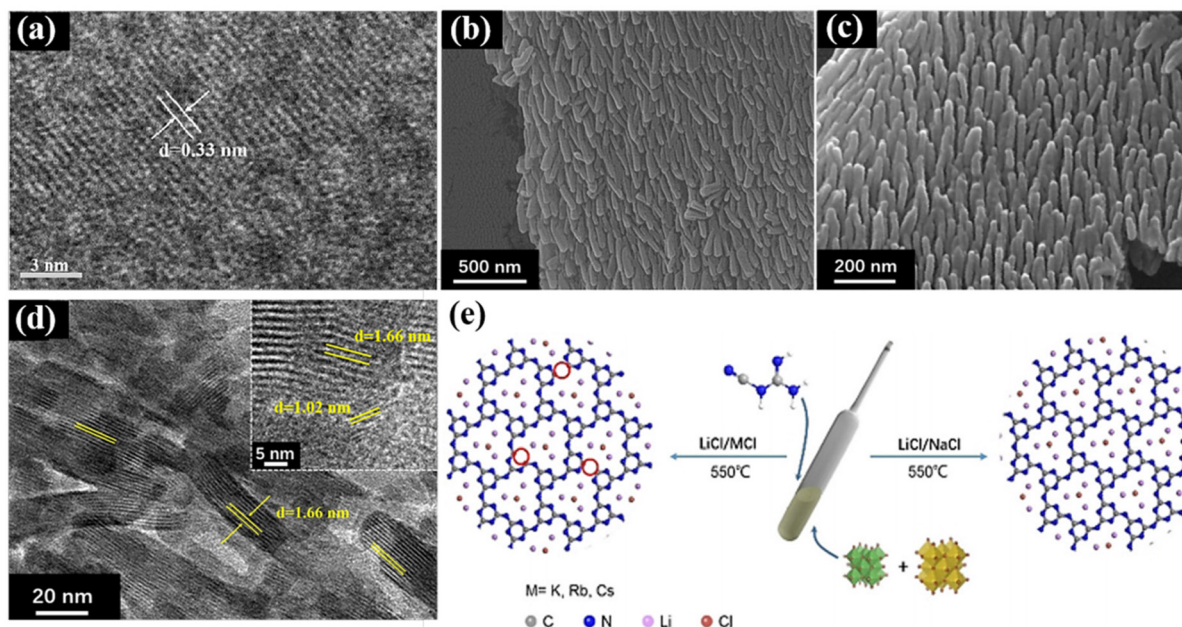 (a)
d=0.33 nm
3 nm
(b)
500 nm
(c)
200 nm
(d)
d=1.66 nm
d=1.02 nm
5 nm
d=1.66 nm
20 nm
(e)
LiCl/MCl
550℃
LiCl/NaCl
550℃
+
M= K, Rb, Cs
C N Li Cl